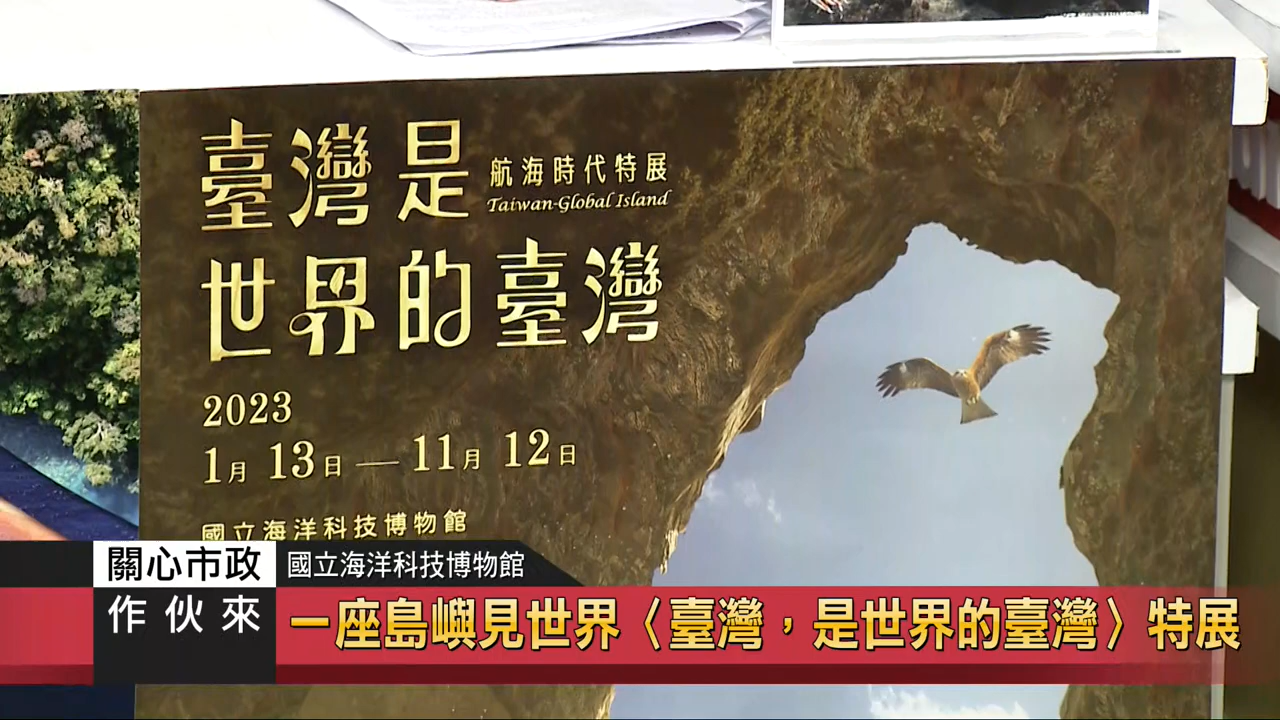 臺灣是
航海時代特展
Taiwan-Global Island
世界的臺灣
2023
1月 13日 — 11月 12日
國立海洋科技博物館
關心市政
作伙來
國立海洋科技博物館
一座島嶼見世界〈臺灣，是世界的臺灣〉特展